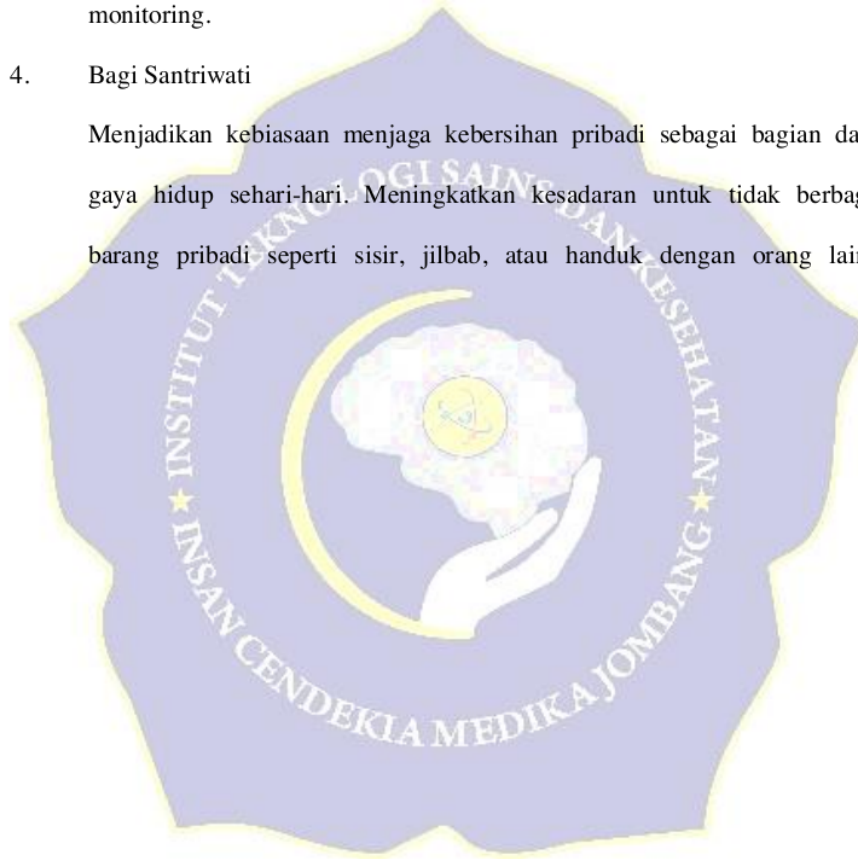 monitoring.
4. Bagi Santriwati
Menjadikan kebiasaan menjaga kebersihan pribadi sebagai bagian da
gaya hidup sehari-hari. Meningkatkan kesadaran untuk tidak berbag
barang pribadi seperti sisir, jilbab, atau handuk dengan orang lain
INSTITUT TEKNOLOGI SAINS DAN KESEHATAN
INSAN CENDEKIA MEDIKA JOMBANG